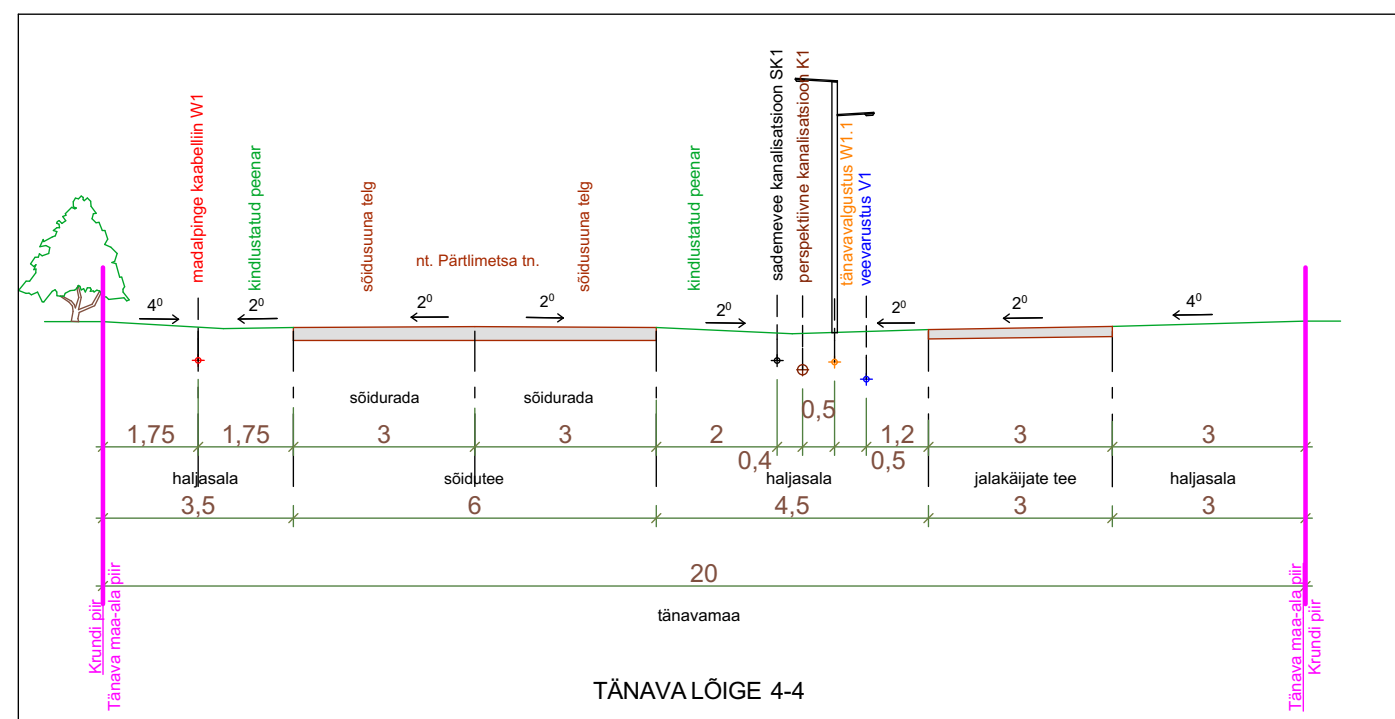 madalpinge kaabelliin W1
kindlustatud peenar
sõidusuuna telg
nt. Pärtlimetsa tn.
sõidusuuna telg
kindlustatud peenar
sademevee kanalisatsioon SK1
perspektiivne kanalisatsioon K1
tänavavalgustus W1.1
veevarustus V1
4⁰
2⁰
2⁰
2⁰
2⁰
2⁰
2⁰
4⁰
sõidurada
sõidurada
0,5
1,75
1,75
3
3
2
1,2
3
3
0,4
0,5
haljasala
sõidutee
haljasala
jalakäijate tee
haljasala
3,5
6
4,5
3
3
20
tänavamaa
Krundi piir
Tänava maa-ala piir
Tänava maa-ala piir
Krundi piir
TÄNAVA LÕIGE 4-4